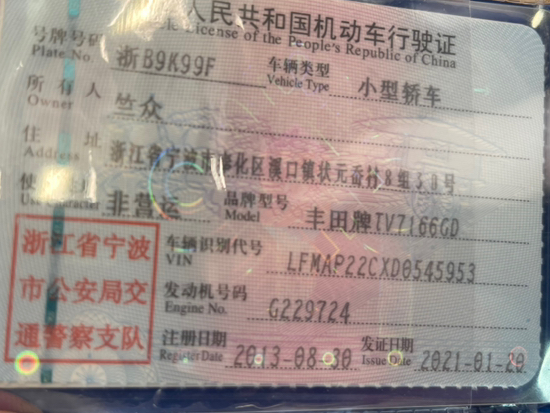 人民共和国机动车行驶证
License of the People's Republic of China
号牌号码 浙B9K99F 车辆类型 小型轿车
Plate No. Vehicle Type
所有人 竺众
Owner
住址 浙江省宁波市奉化区溪口镇状元岙村8组38号
Address
非营运 品牌型号 丰田牌TV7166GD
Use Character Model
浙江省宁波
市公安局交
通警察支队
车辆识别代号 LFMAP22CXD0545953
VIN
发动机号码 G229724
Engine No.
注册日期 2013-08-30 发证日期 2021-01-20
Register Date Issue Date